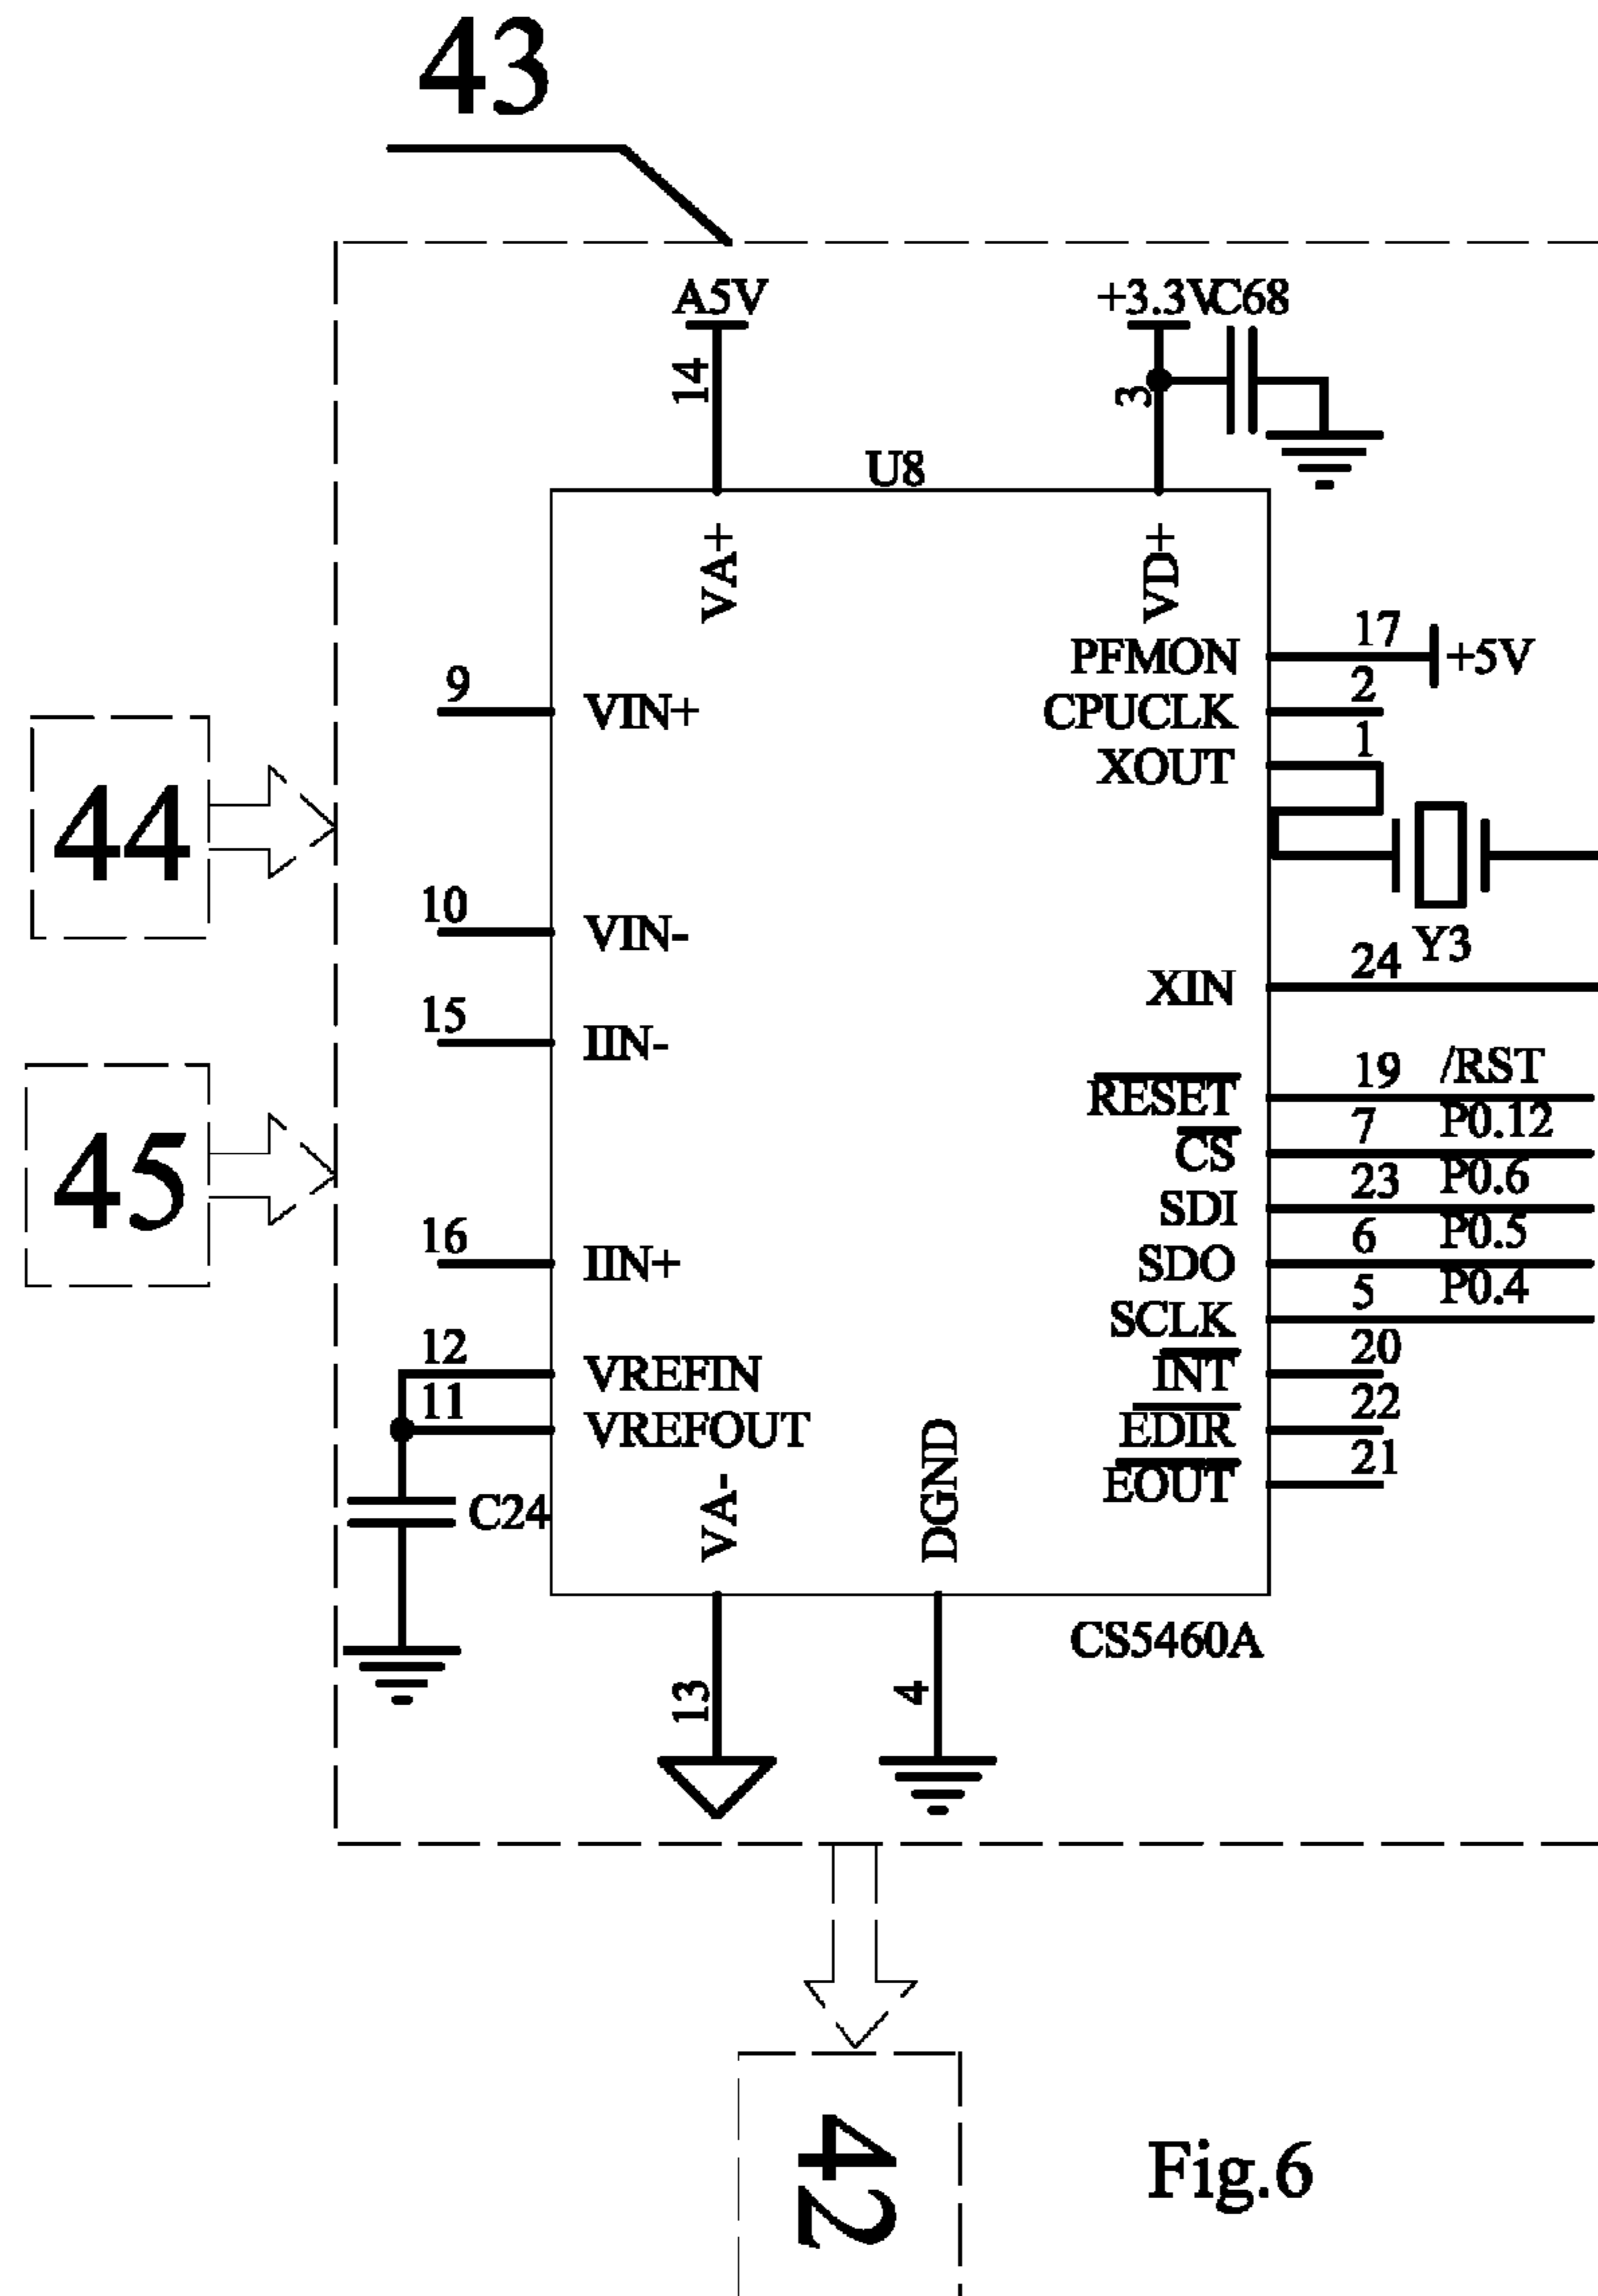 43
A5V
+3.3V C68
14
3
U8
VA+
VD+
PFMON 17 +5V
9 VIN+
CPUCLK 2
XOUT 1
44
10 VIN-
Y3
XIN 24
15 IIN-
RESET 19 /RST
CS 7 P0.12
45
SDI 23 P0.6
16 IIN+
SDO 6 P0.5
SCLK 5 P0.4
12 VREFIN
INT 20
11 VREFOUT
EDIR 22
EOUT 21
C24
VA-
DGND
CS5460A
13
4
42
Fig.6